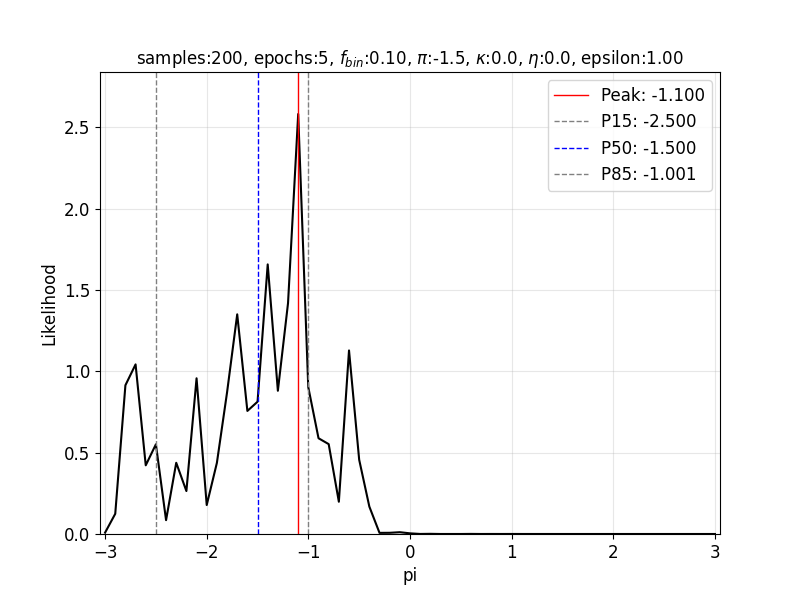 samples:200, epochs:5, f_bin:0.10, π:-1.5, κ:0.0, η:0.0, epsilon:1.00
Peak: -1.100
P15: -2.500
P50: -1.500
P85: -1.001
Likelihood
2.5
2.0
1.5
1.0
0.5
0.0
−3
−2
−1
0
1
2
3
pi